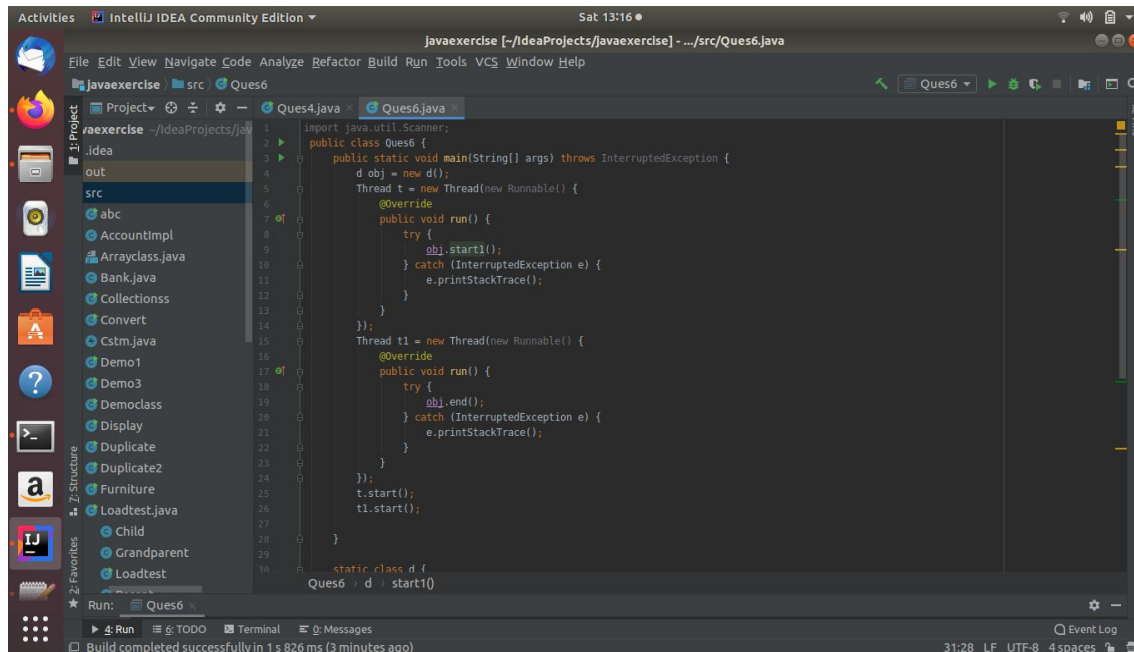 Activities IntelliJ IDEA Community Edition Sat 13:16
javaexercise [~/IdeaProjects/javaexercise] - .../src/Ques6.java
File Edit View Navigate Code Analyze Refactor Build Run Tools VCS Window Help
javaexercise src Ques6 Ques6
Project Ques4.java Ques6.java
1: Project
vaexercise ~/IdeaProjects/jav
.idea
out
src
abc
AccountImpl
Arrayclass.java
Bank.java
Collectionss
Convert
Cstm.java
Demo1
Demo3
Democlass
Display
Duplicate
Duplicate2
Furniture
Loadtest.java
Child
Grandparent
Loadtest
7: Structure
2: Favorites
1 import java.util.Scanner;
2 public class Ques6 {
3 public static void main(String[] args) throws InterruptedException {
4 d obj = new d();
5 Thread t = new Thread(new Runnable() {
6 @Override
7 public void run() {
8 try {
9 obj.start1();
10 } catch (InterruptedException e) {
11 e.printStackTrace();
12 }
13 }
14 });
15 Thread t1 = new Thread(new Runnable() {
16 @Override
17 public void run() {
18 try {
19 obj.end();
20 } catch (InterruptedException e) {
21 e.printStackTrace();
22 }
23 }
24 });
25 t.start();
26 t1.start();
27
28 }
29
30 static class d {
Ques6 d start1()
Run: Ques6
4: Run 6: TODO Terminal 0: Messages Event Log
Build completed successfully in 1 s 826 ms (3 minutes ago) 31:28 LF UTF-8 4 spaces